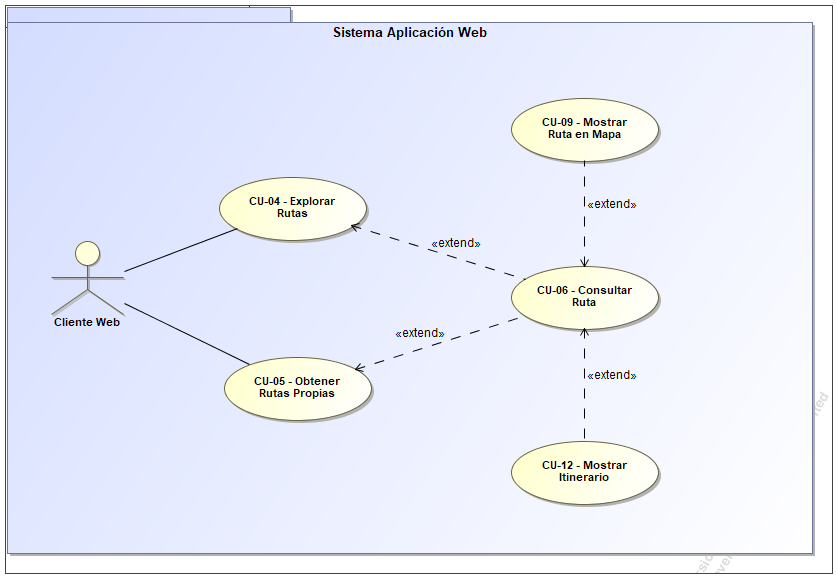 Sistema Aplicación Web
CU-09 - Mostrar
Ruta en Mapa
CU-04 - Explorar
Rutas
«extend»
«extend»
Cliente Web
CU-06 - Consultar
Ruta
«extend»
«extend»
CU-05 - Obtener
Rutas Propias
CU-12 - Mostrar
Itinerario